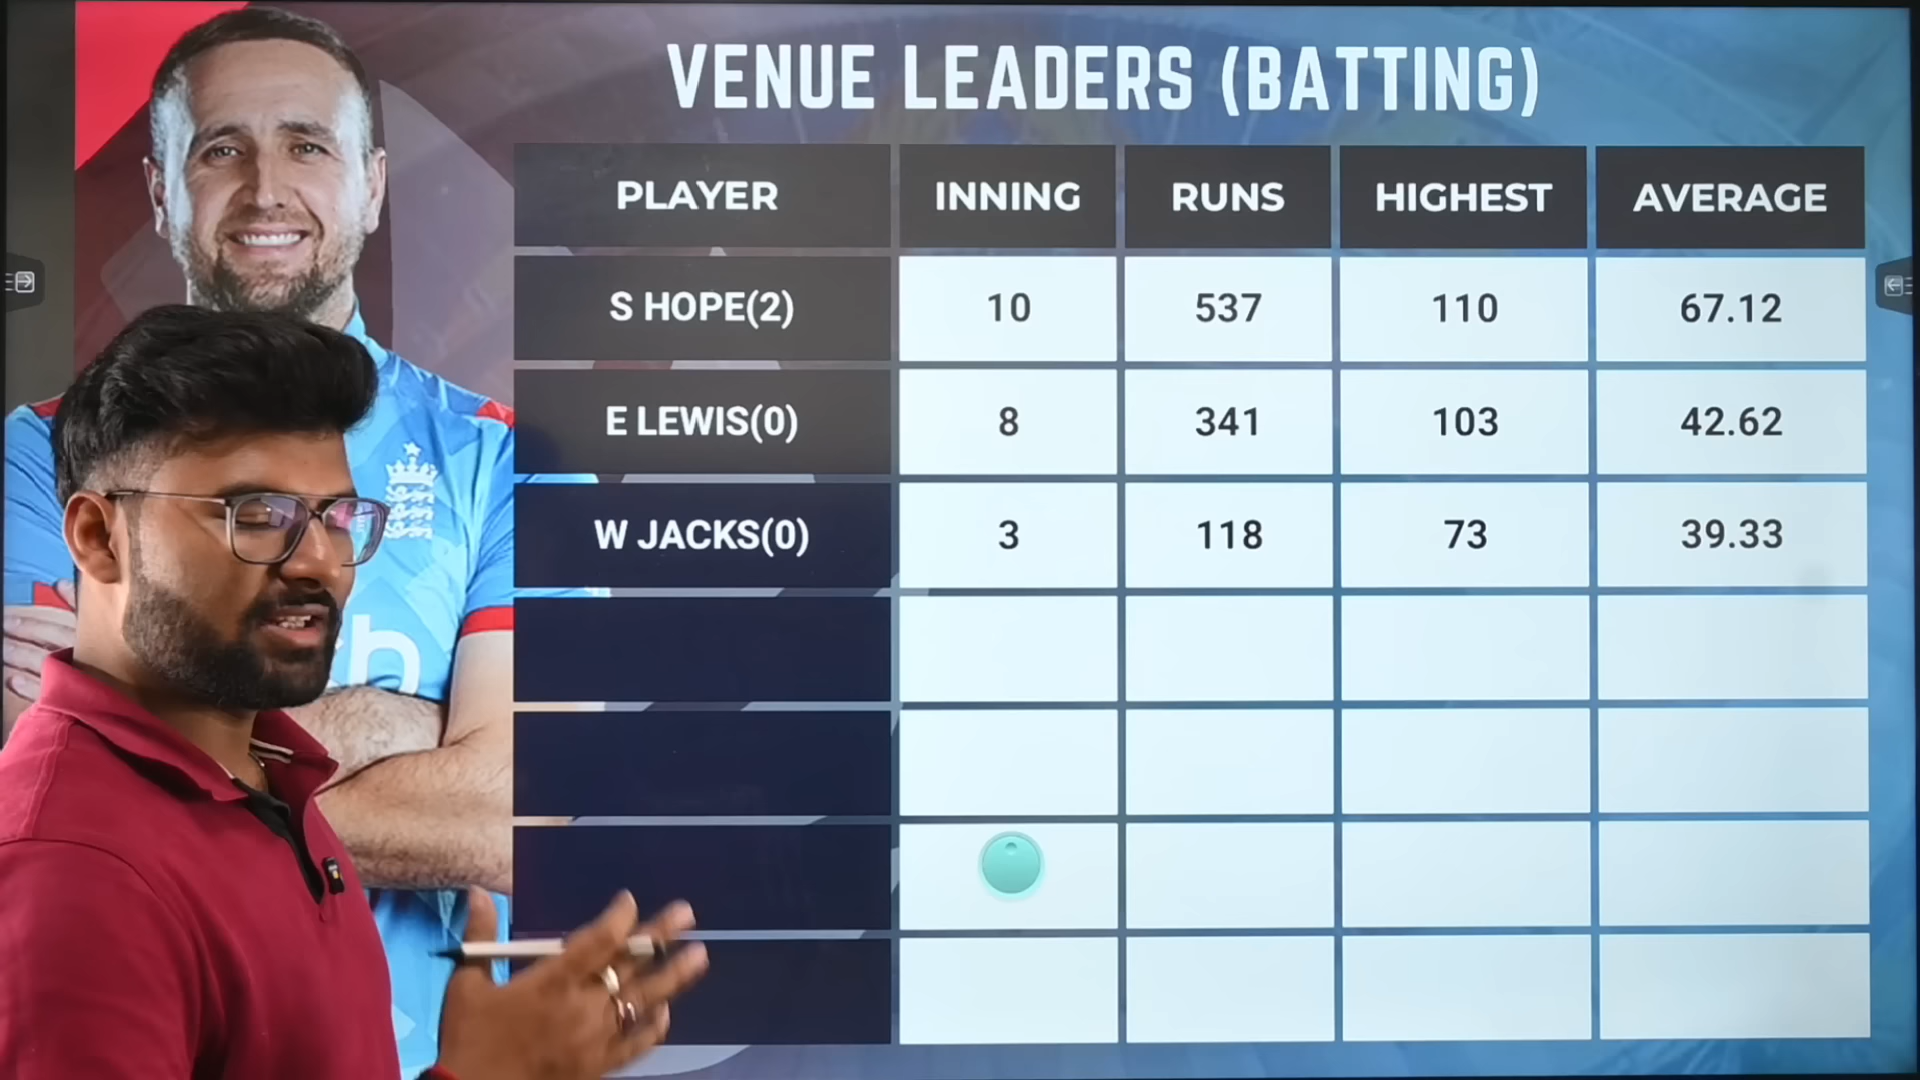 VENUE LEADERS (BATTING)
PLAYER INNING RUNS HIGHEST AVERAGE
S HOPE(2) 10 537 110 67.12
E LEWIS(0) 8 341 103 42.62
W JACKS(0) 3 118 73 39.33